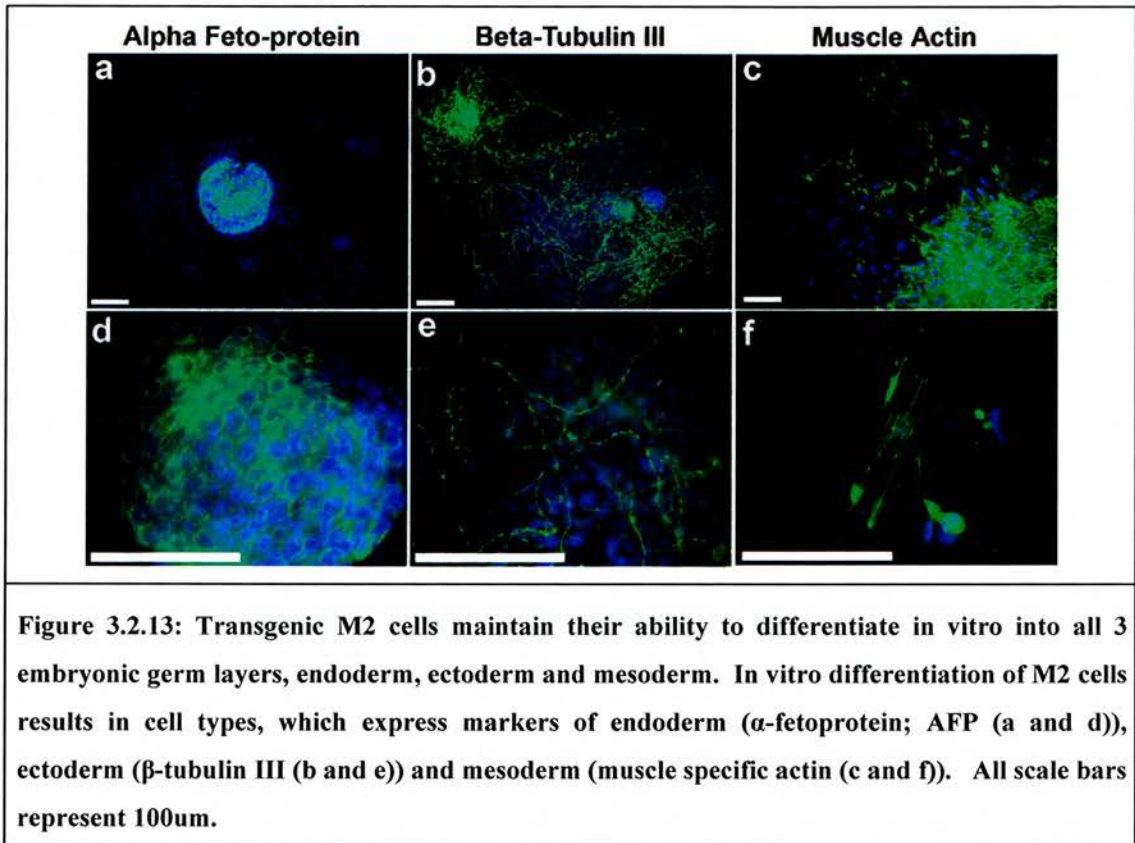 Alpha Feto-protein Beta-Tubulin III Muscle Actin
a b c
d e f
Figure 3.2.13: Transgenic M2 cells maintain their ability to differentiate in vitro into all 3
embryonic germ layers, endoderm, ectoderm and mesoderm. In vitro differentiation of M2 cells
results in cell types, which express markers of endoderm (α-fetoprotein; AFP (a and d)),
ectoderm (β-tubulin III (b and e)) and mesoderm (muscle specific actin (c and f)). All scale bars
represent 100um.